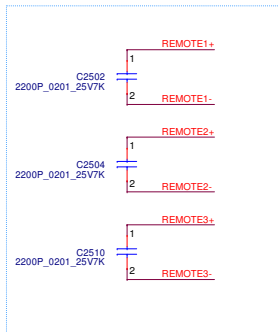 REMOTE1+
1
C2502
2200P_0201_25V7K
2
REMOTE1-
REMOTE2+
1
C2504
2200P_0201_25V7K
2
REMOTE2-
REMOTE3+
1
C2510
2200P_0201_25V7K
2
REMOTE3-